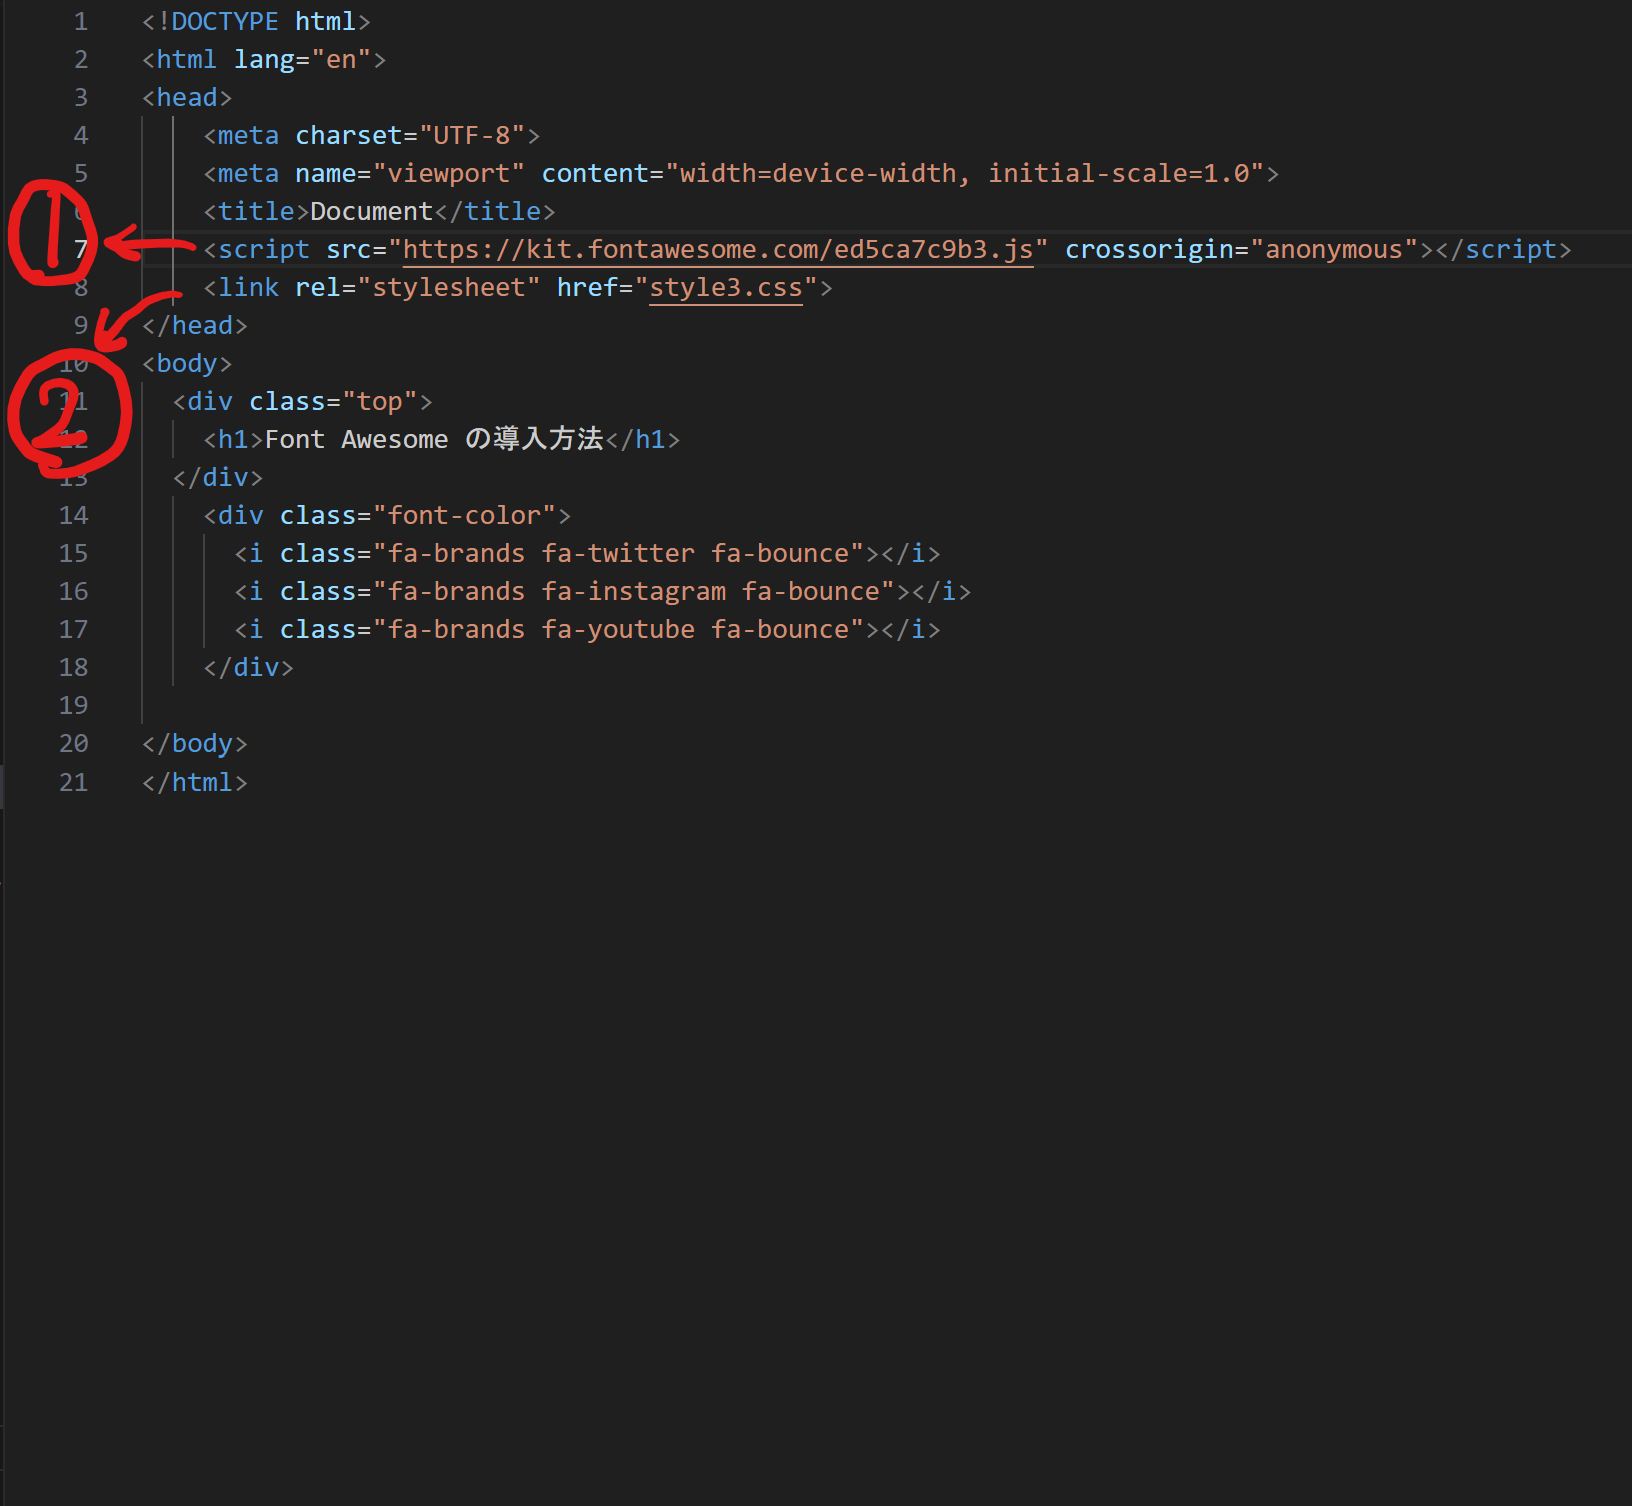 1 <!DOCTYPE html>
2 <html lang="en">
3 <head>
4 <meta charset="UTF-8">
5 <meta name="viewport" content="width=device-width, initial-scale=1.0">
6 <title>Document</title>
① 7 <script src="https://kit.fontawesome.com/ed5ca7c9b3.js" crossorigin="anonymous"></script>
8 <link rel="stylesheet" href="style3.css">
9 </head>
10 <body>
② 11 <div class="top">
12 <h1>Font Awesome の導入方法</h1>
13 </div>
14 <div class="font-color">
15 <i class="fa-brands fa-twitter fa-bounce"></i>
16 <i class="fa-brands fa-instagram fa-bounce"></i>
17 <i class="fa-brands fa-youtube fa-bounce"></i>
18 </div>
19
20 </body>
21 </html>